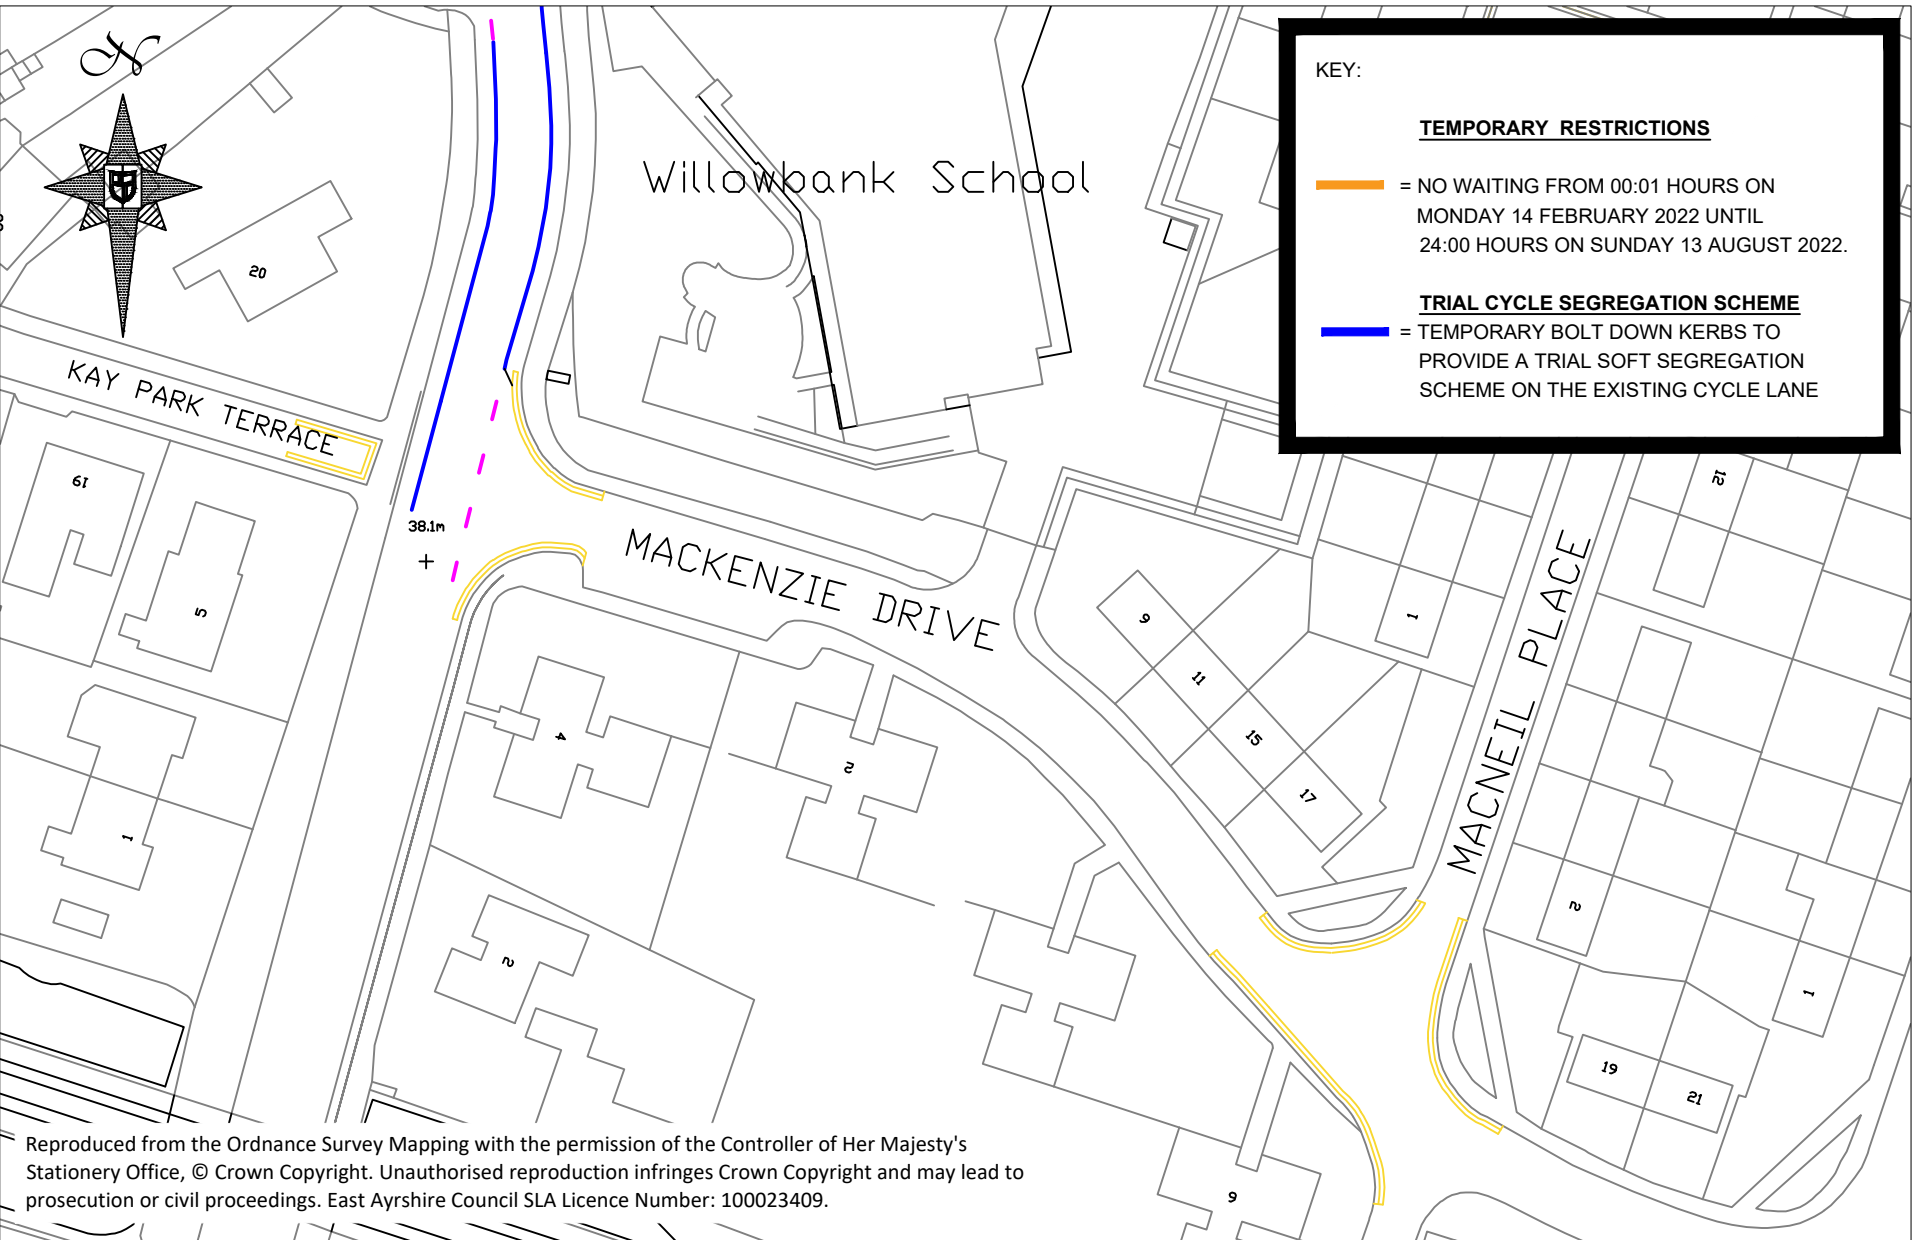 N
KEY:
TEMPORARY RESTRICTIONS
= NO WAITING FROM 00:01 HOURS ON
MONDAY 14 FEBRUARY 2022 UNTIL
24:00 HOURS ON SUNDAY 13 AUGUST 2022.
TRIAL CYCLE SEGREGATION SCHEME
= TEMPORARY BOLT DOWN KERBS TO
PROVIDE A TRIAL SOFT SEGREGATION
SCHEME ON THE EXISTING CYCLE LANE
Willowbank School
20
KAY PARK TERRACE
19
5
38.1m
MACKENZIE DRIVE
MACNEIL PLACE
12
1
9
11
15
17
4
2
1
2
2
1
19
21
9
Reproduced from the Ordnance Survey Mapping with the permission of the Controller of Her Majesty's
Stationery Office, © Crown Copyright. Unauthorised reproduction infringes Crown Copyright and may lead to
prosecution or civil proceedings. East Ayrshire Council SLA Licence Number: 100023409.